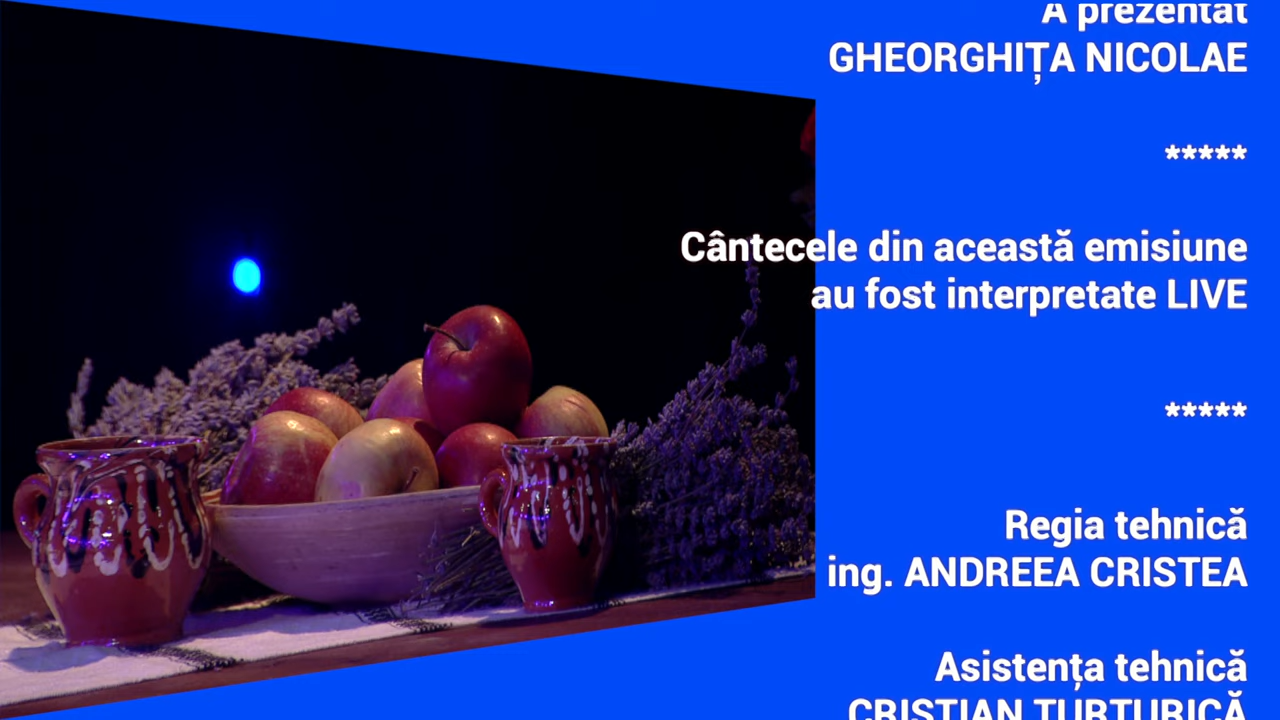 A prezentat
GHEORGHIȚA NICOLAE
*****
Cântecele din această emisiune
au fost interpretate LIVE
*****
Regia tehnică
ing. ANDREEA CRISTEA
Asistența tehnică
CRISTIAN TURTURICĂ